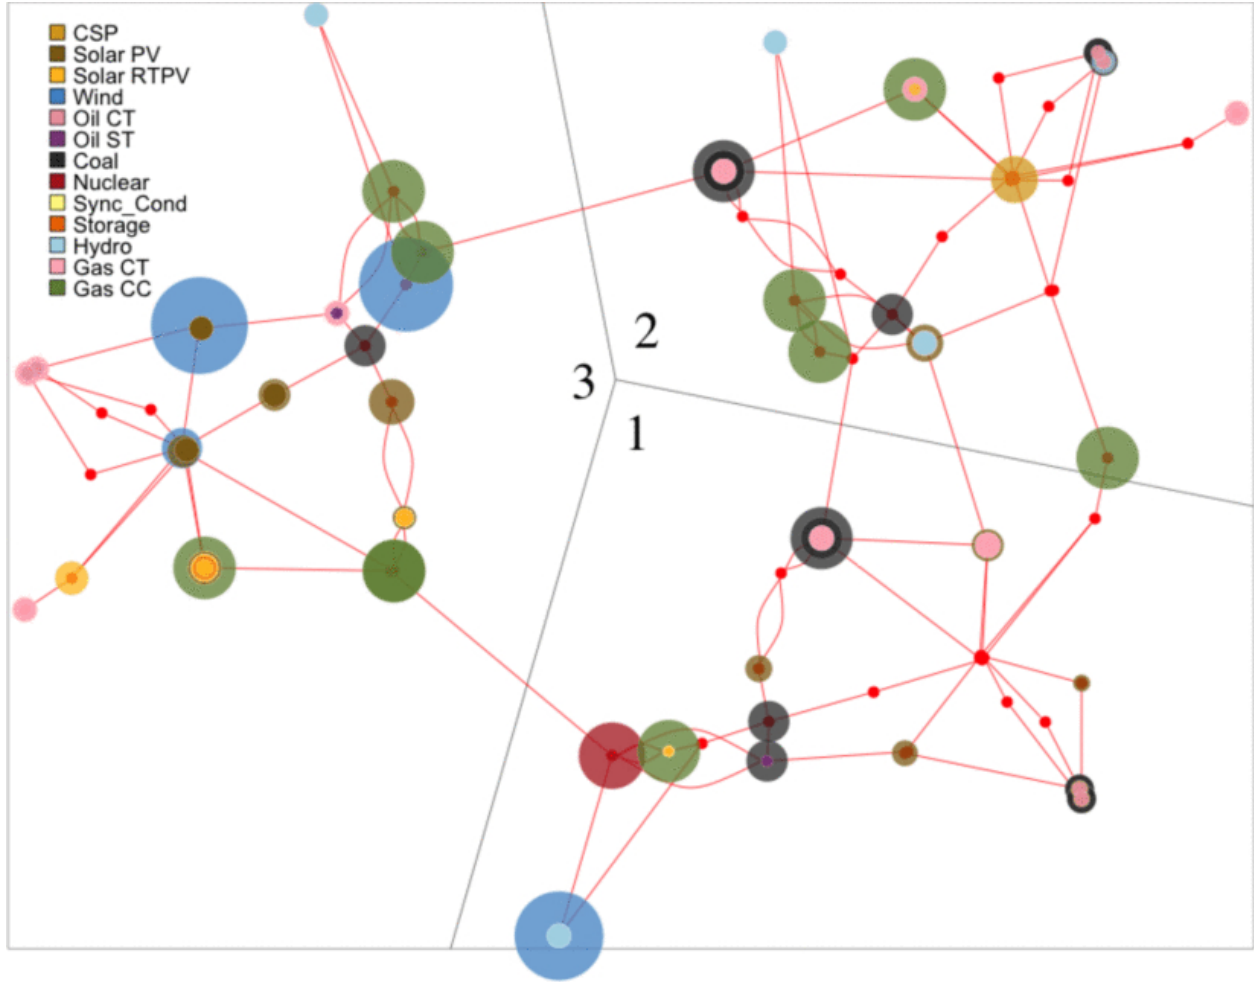 CSP
Solar PV
Solar RTPV
Wind
Oil CT
Oil ST
Coal
Nuclear
Sync_Cond
Storage
Hydro
Gas CT
Gas CC
2
3
1